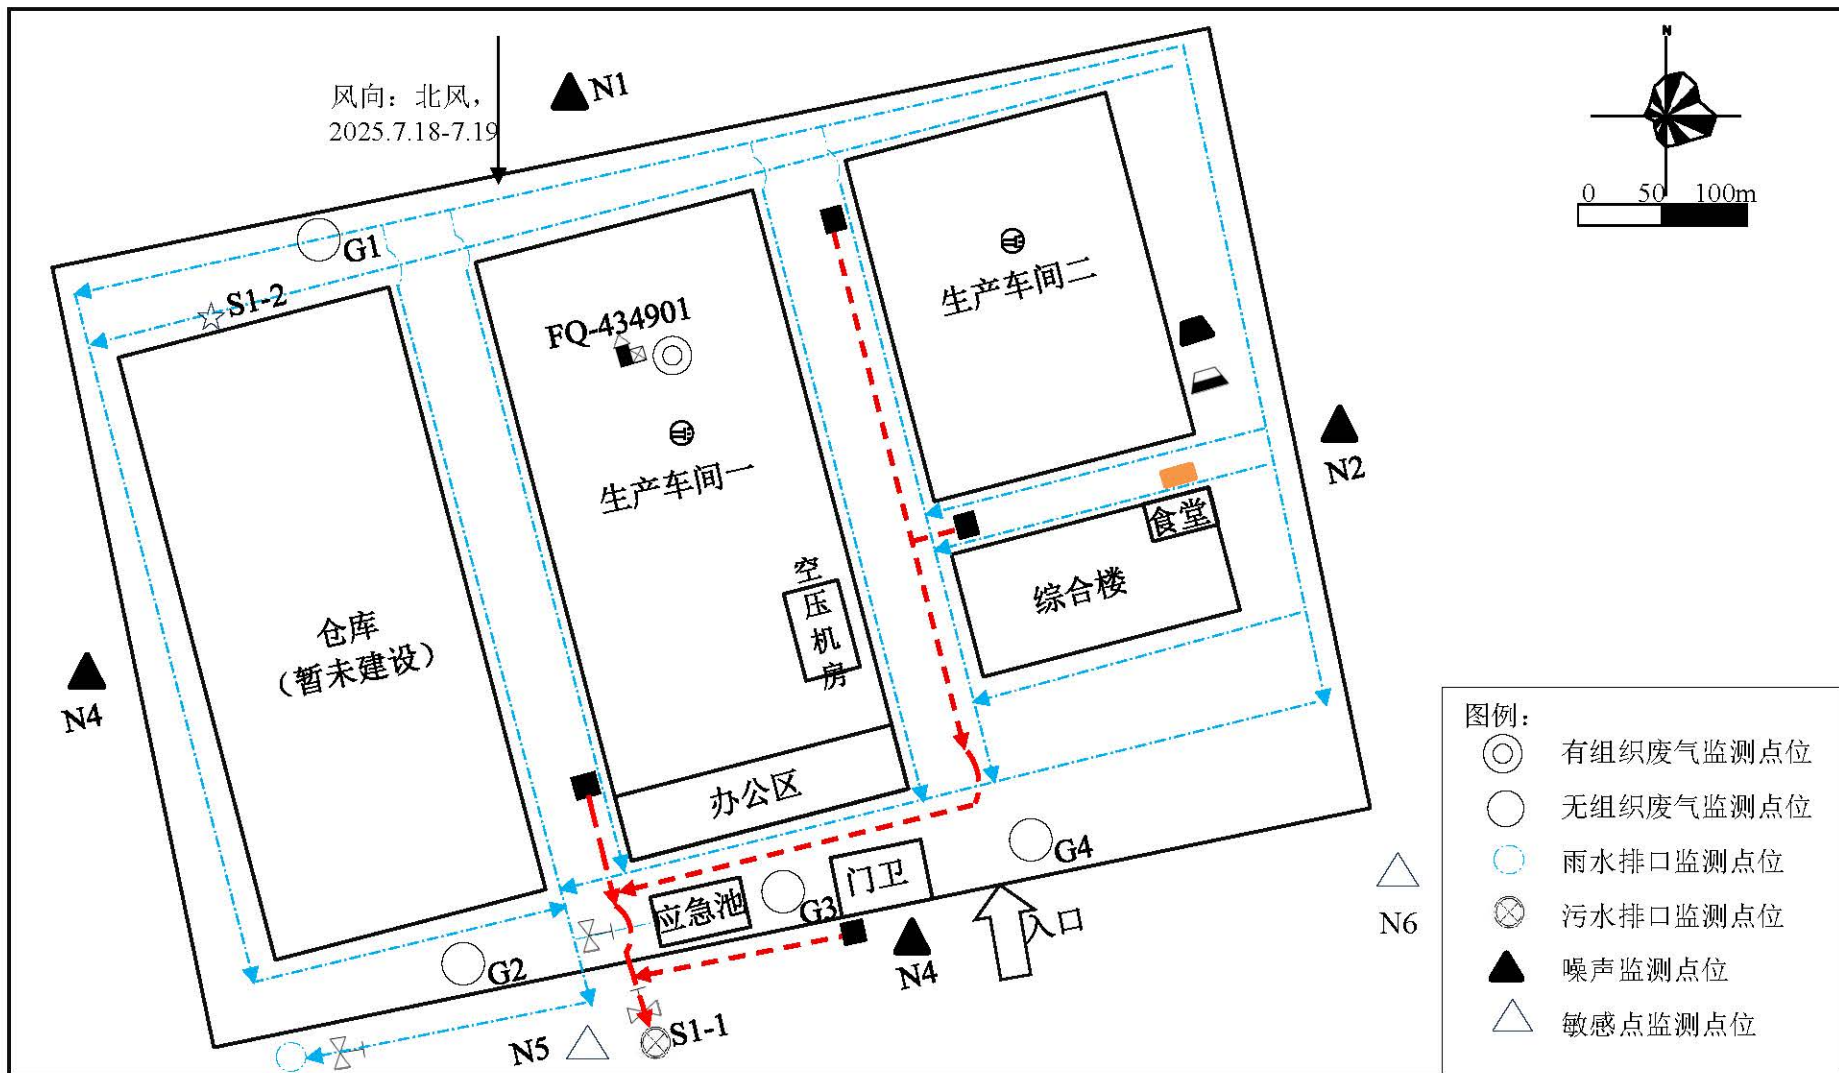 N
风向：北风，
2025.7.18-7.19
N1
0 50 100m
G1
S1-2
FQ-434901
生产车间二
生产车间一
N2
食堂
空压机房
综合楼
仓库
（暂未建设）
N4
办公区
门卫
G4
应急池
G3
入口
N4
G2
N6
N5
S1-1
图例：
有组织废气监测点位
无组织废气监测点位
雨水排口监测点位
污水排口监测点位
噪声监测点位
敏感点监测点位